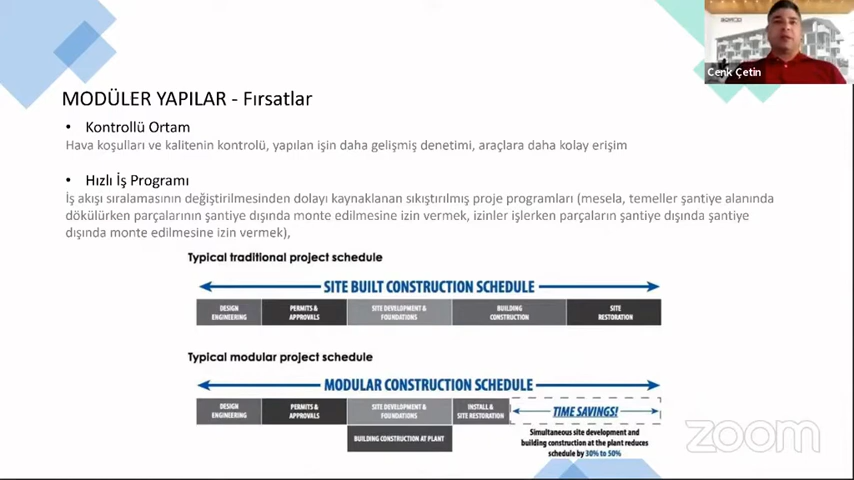 Cenk Çetin
MODÜLER YAPILAR - Fırsatlar
• Kontrollü Ortam
Hava koşulları ve kalitenin kontrolü, yapılan işin daha gelişmiş denetimi, araçlara daha kolay erişim
• Hızlı İş Programı
İş akışı sıralamasının değiştirilmesinden dolayı kaynaklanan sıkıştırılmış proje programları (mesela, temeller şantiye alanında
dökülürken parçalarının şantiye dışında monte edilmesine izin vermek, izinler işlerken parçaların şantiye dışında şantiye
dışında monte edilmesine izin vermek),
Typical traditional project schedule
SITE BUILT CONSTRUCTION SCHEDULE
DESIGN
ENGINEERING
PERMITS &
APPROVALS
SITE DEVELOPMENT &
FOUNDATIONS
BUILDING
CONSTRUCTION
SITE
RESTORATION
Typical modular project schedule
MODULAR CONSTRUCTION SCHEDULE
DESIGN
ENGINEERING
PERMITS &
APPROVALS
SITE DEVELOPMENT &
FOUNDATIONS
INSTALL &
SITE RESTORATION
TIME SAVINGS!
BUILDING CONSTRUCTION AT PLANT
Simultaneous site development and
building construction at the plant reduces
schedule by 30% to 50%
zoom